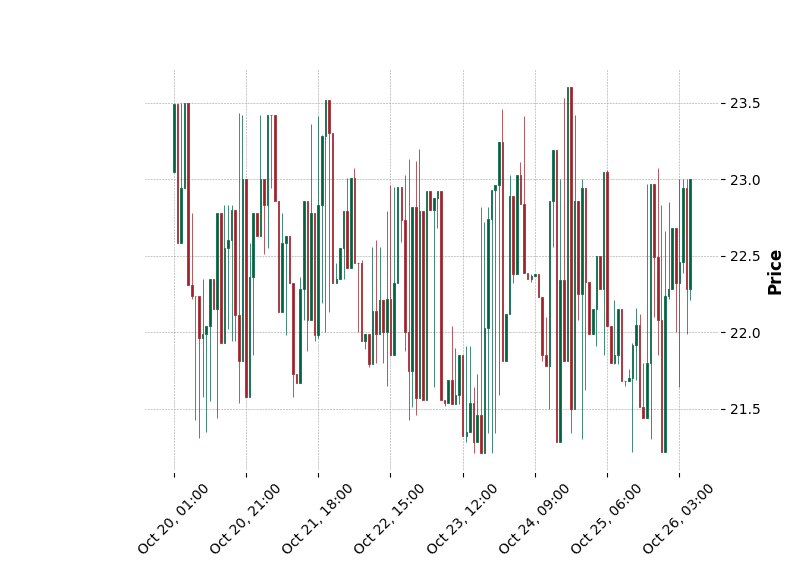 23.5
23.0
22.5
22.0
21.5
Price
Oct 20, 01:00
Oct 20, 21:00
Oct 21, 18:00
Oct 22, 15:00
Oct 23, 12:00
Oct 24, 09:00
Oct 25, 06:00
Oct 26, 03:00